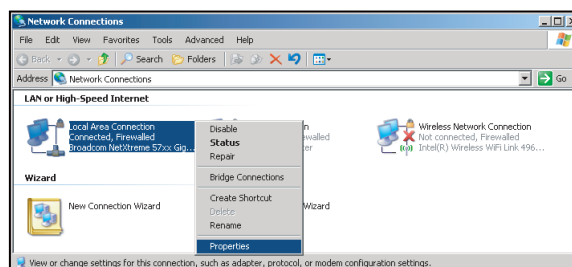 Network Connections
File Edit View Favorites Tools Advanced Help
Back Search Folders
Address Network Connections Go
LAN or High-Speed Internet
Local Area Connection
Connected, Firewalled
Broadcom NetXtreme 57xx Gig...
Wireless Network Connection
Not connected, Firewalled
Intel(R) Wireless WiFi Link 496...
Disable
Status
Repair
Bridge Connections
Create Shortcut
Delete
Rename
Properties
Wizard
New Connection Wizard
Wizard
View or change settings for this connection, such as adapter, protocol, or modem configuration settings.